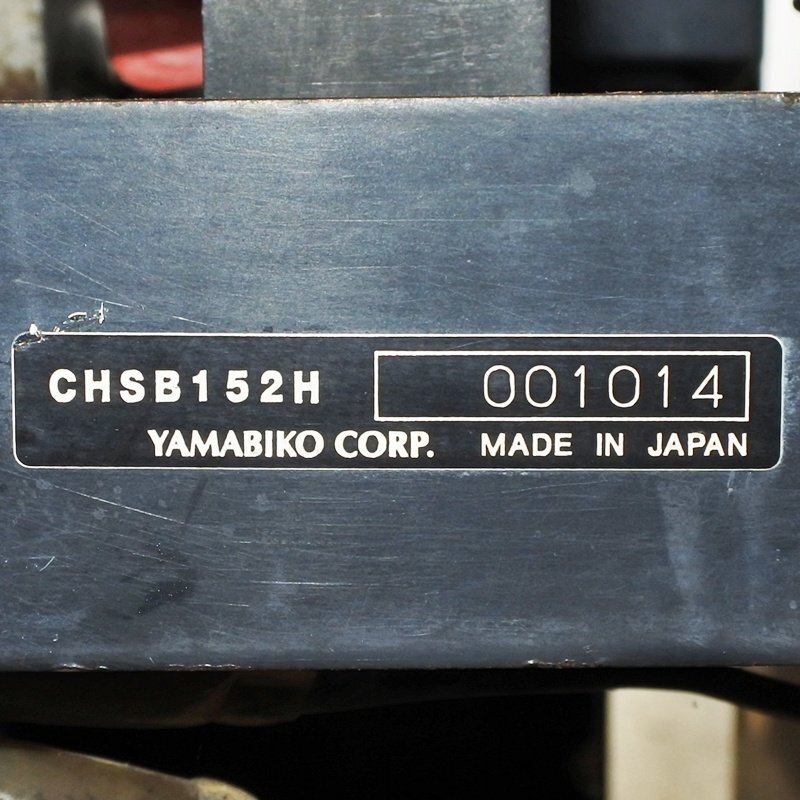 CHSB152H 001014
YAMABIKO CORP. MADE IN JAPAN